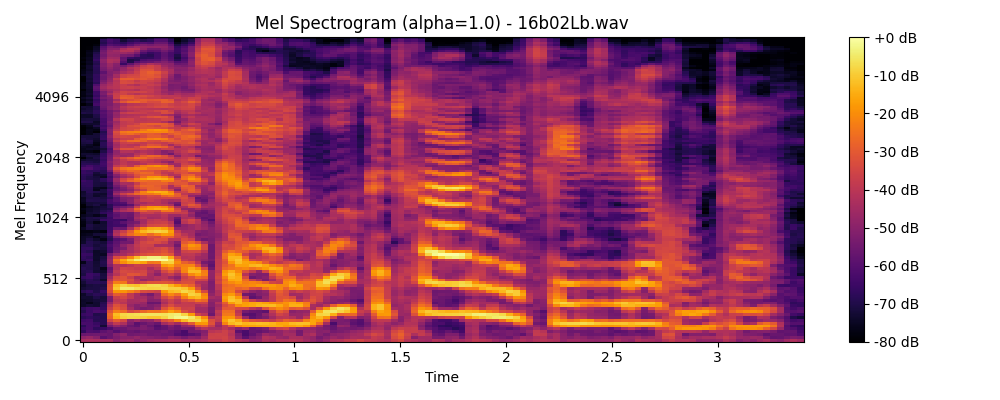 Mel Spectrogram (alpha=1.0) - 16b02Lb.wav
Mel Frequency
4096
2048
1024
512
0
0
0.5
1
1.5
2
2.5
3
Time
+0 dB
-10 dB
-20 dB
-30 dB
-40 dB
-50 dB
-60 dB
-70 dB
-80 dB